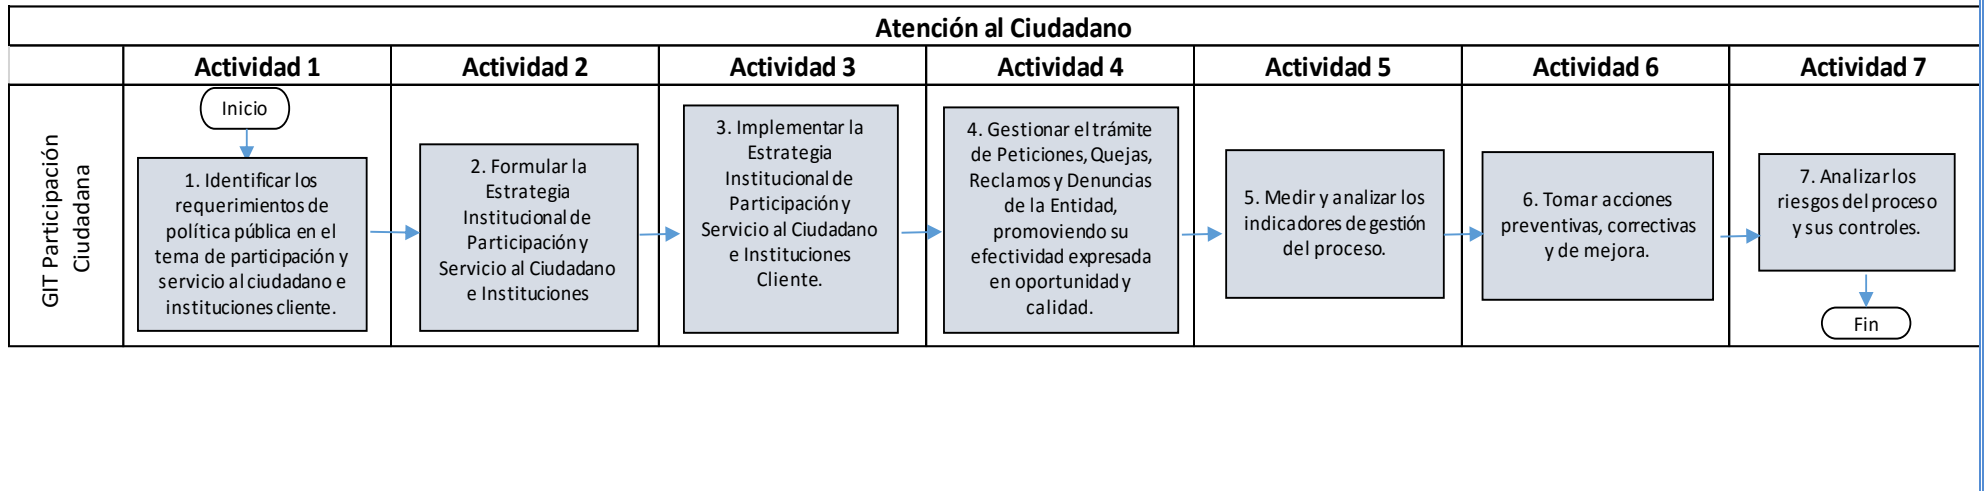 Atención al Ciudadano
Actividad 1
Actividad 2
Actividad 3
Actividad 4
Actividad 5
Actividad 6
Actividad 7
GIT Participación
Ciudadana
Inicio
1. Identificar los
requerimientos de
política pública en el
tema de participación y
servicio al ciudadano e
instituciones cliente.
2. Formular la
Estrategia
Institucional de
Participación y
Servicio al Ciudadano
e Instituciones
3. Implementar la
Estrategia
Institucional de
Participación y
Servicio al Ciudadano
e Instituciones
Cliente.
4. Gestionar el trámite
de Peticiones, Quejas,
Reclamos y Denuncias
de la Entidad,
promoviendo su
efectividad expresada
en oportunidad y
calidad.
5. Medir y analizar los
indicadores de gestión
del proceso.
6. Tomar acciones
preventivas, correctivas
y de mejora.
7. Analizar los
riesgos del proceso
y sus controles.
Fin